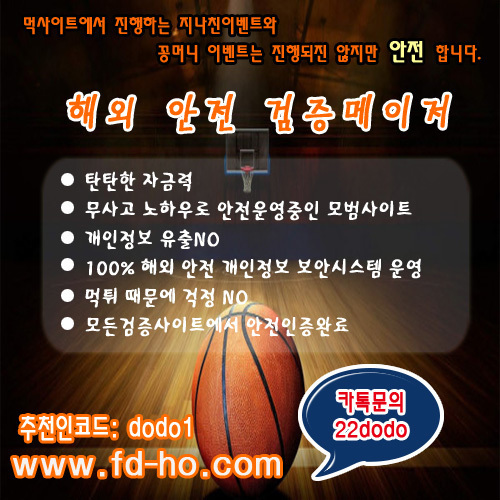 먹사이트에서 진행하는 지나친이벤트와
꽁머니 이벤트는 진행되진 않지만 안전 합니다.
해외 안전 검증메이저
● 탄탄한 자금력
● 무사고 노하우로 안전운영중인 모범사이트
● 개인정보 유출NO
● 100% 해외 안전 개인정보 보안시스템 운영
● 먹튀 때문에 걱정 NO
● 모든검증사이트에서 안전인증완료
카톡문의
22dodo
추천인코드: dodo1
www.fd-ho.com